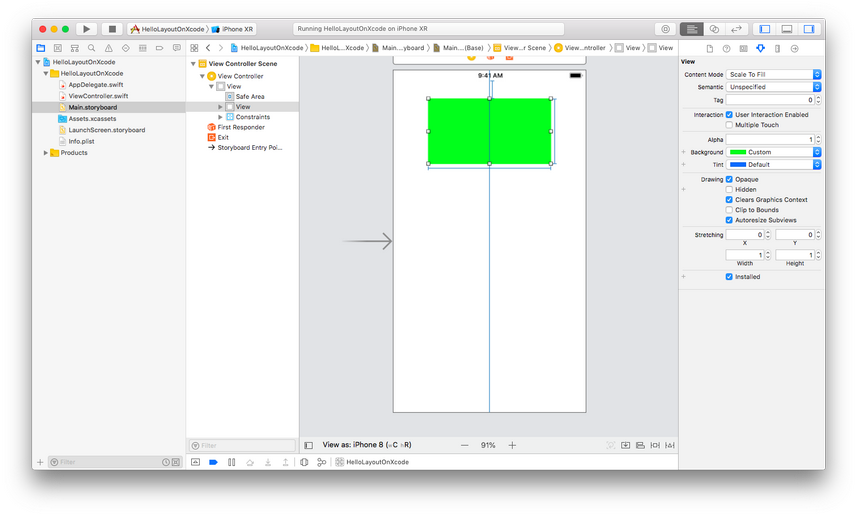 HelloLayoutOnXcode iPhone XR
Running HelloLayoutOnXcode on iPhone XR
HelloLayoutOnXcode HelloL...Xcode Main....yboard Main....(Base) View...r Scene View...ntroller View View
HelloLayoutOnXcode
HelloLayoutOnXcode
AppDelegate.swift
ViewController.swift
Main.storyboard
Assets.xcassets
LaunchScreen.storyboard
Info.plist
Products
Filter
View Controller Scene
View Controller
View
Safe Area
View
Constraints
First Responder
Exit
Storyboard Entry Poi...
Filter
9:41 AM
View as: iPhone 8 (wC hR)
91%
HelloLayoutOnXcode
View
Content Mode Scale To Fill
Semantic Unspecified
Tag 0
Interaction User Interaction Enabled
Multiple Touch
Alpha 1
Background Custom
Tint Default
Drawing Opaque
Hidden
Clears Graphics Context
Clip to Bounds
Autoresize Subviews
Stretching 0 0
X Y
1 1
Width Height
Installed